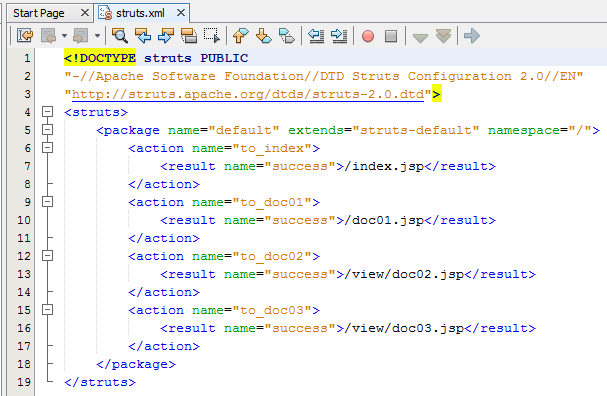 Start Page struts.xml
1 <!DOCTYPE struts PUBLIC
2 "-//Apache Software Foundation//DTD Struts Configuration 2.0//EN"
3 "http://struts.apache.org/dtds/struts-2.0.dtd">
4 <struts>
5 <package name="default" extends="struts-default" namespace="/">
6 <action name="to_index">
7 <result name="success">/index.jsp</result>
8 </action>
9 <action name="to_doc01">
10 <result name="success">/doc01.jsp</result>
11 </action>
12 <action name="to_doc02">
13 <result name="success">/view/doc02.jsp</result>
14 </action>
15 <action name="to_doc03">
16 <result name="success">/view/doc03.jsp</result>
17 </action>
18 </package>
19 </struts>